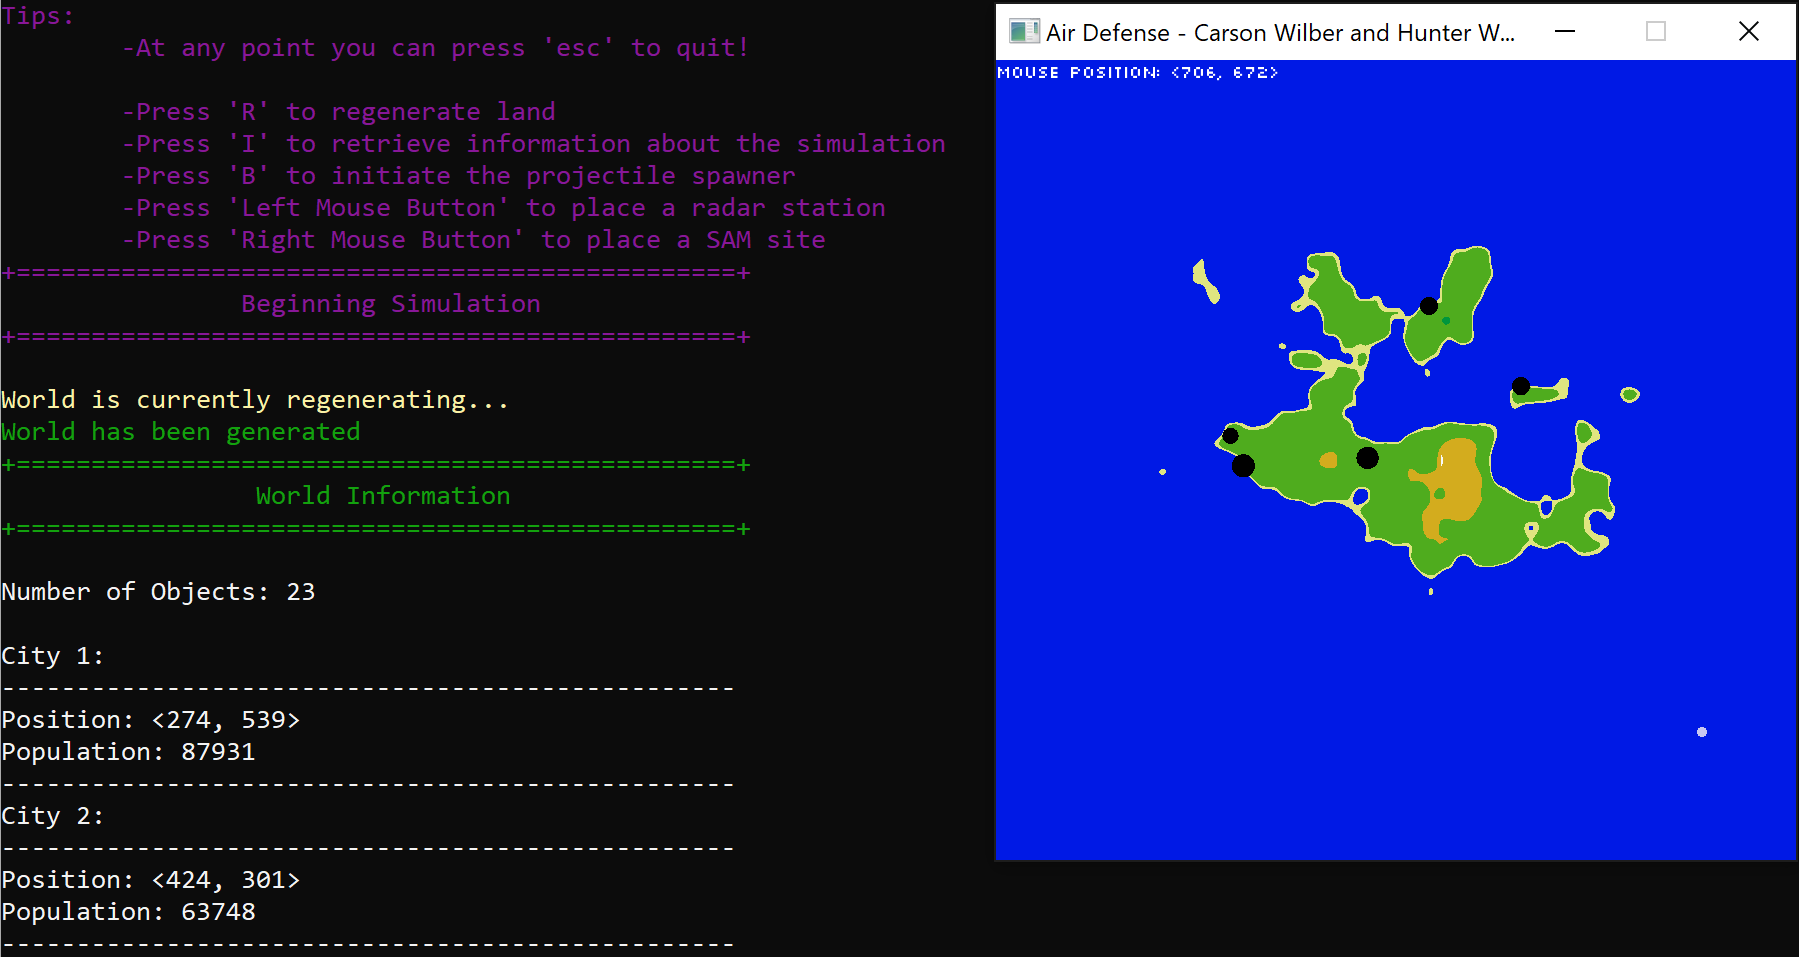 Tips:
-At any point you can press 'esc' to quit!
-Press 'R' to regenerate land
-Press 'I' to retrieve information about the simulation
-Press 'B' to initiate the projectile spawner
-Press 'Left Mouse Button' to place a radar station
-Press 'Right Mouse Button' to place a SAM site
+================================================+
Beginning Simulation
+================================================+
World is currently regenerating...
World has been generated
+================================================+
World Information
+================================================+
Number of Objects: 23
City 1:
-------------------------------------------------
Position: <274, 539>
Population: 87931
-------------------------------------------------
City 2:
-------------------------------------------------
Position: <424, 301>
Population: 63748
-------------------------------------------------
Air Defense - Carson Wilber and Hunter W...
MOUSE POSITION: <706, 672>